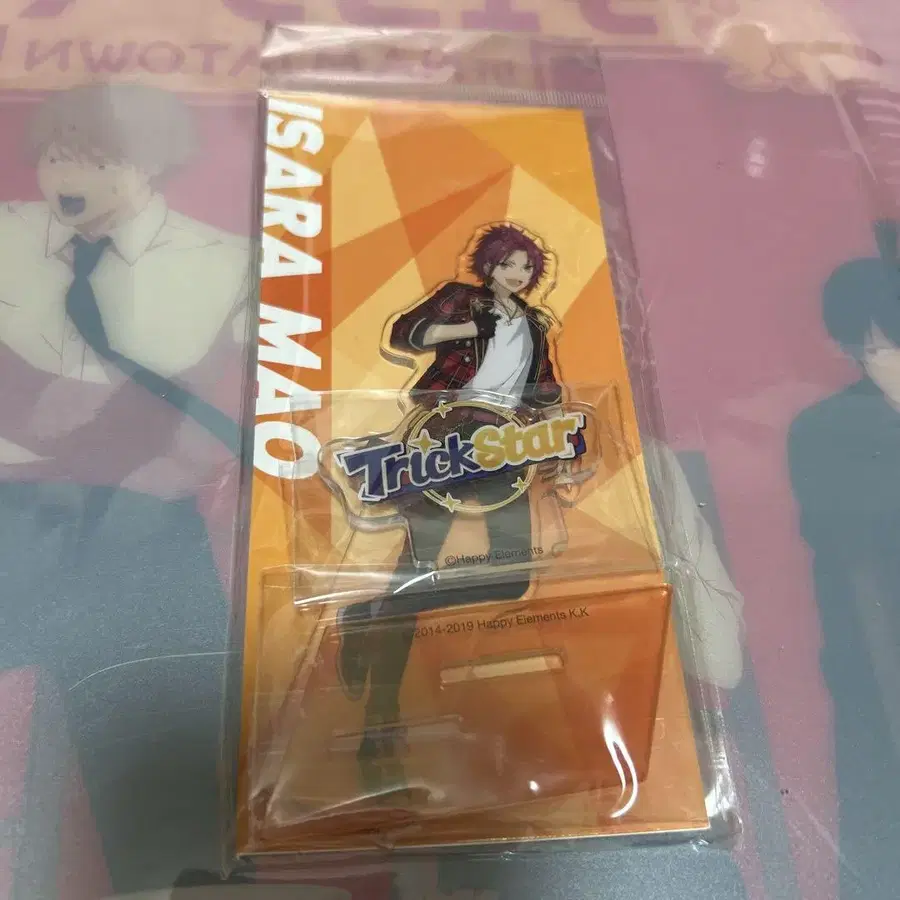 ISARA MAO
TrickStar
©Happy Elements
2014-2019 Happy Elements K.K